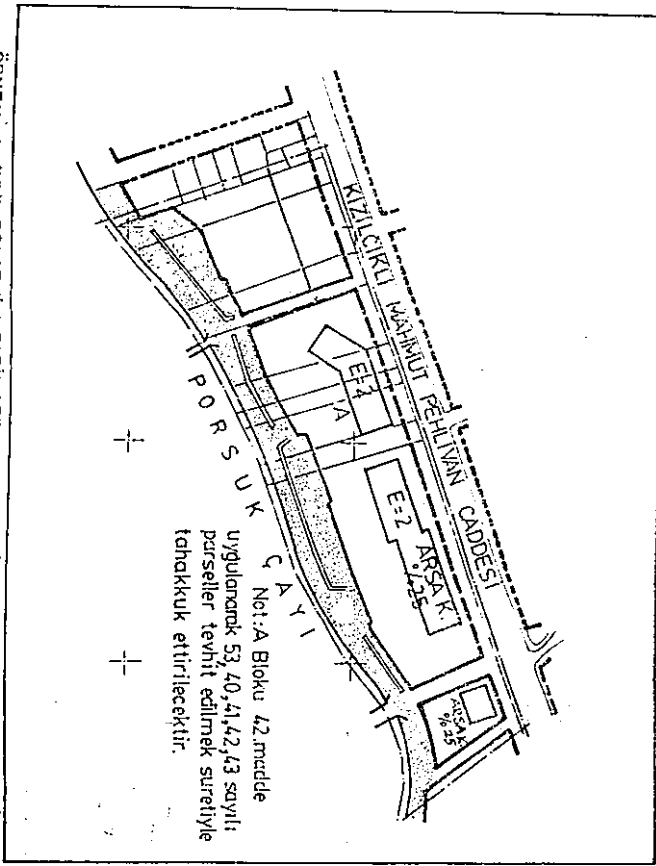 KIZILCIKLI MAHMUT PEHLİVAN CADDESİ
E=2
A
E=2 ARSA K.
%25
ARSA K.
%25
PORSUK ÇAYI
Not: A Bloku 42.madde
uygulanarak 53,40,41,42,43 sayılı
parseller tevhit edilmek suretiyle
tahakkuk ettirilecektir.